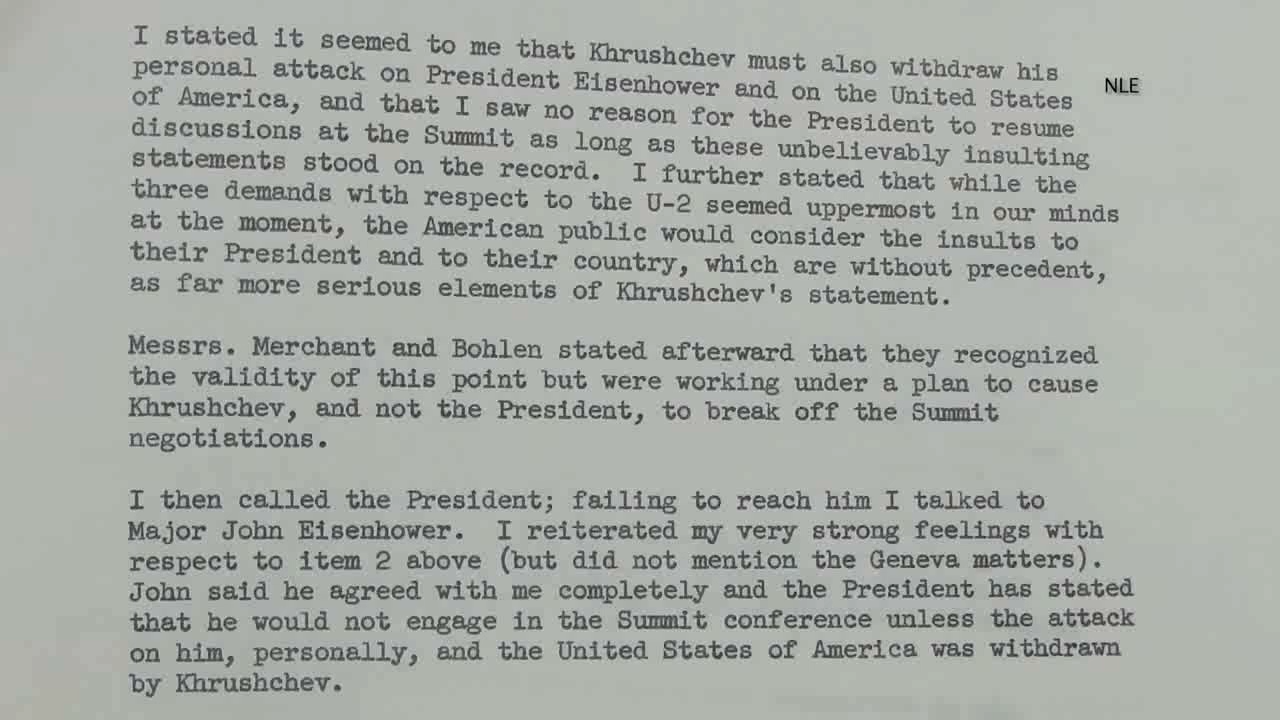 I stated it seemed to me that Khrushchev must also withdraw his
personal attack on President Eisenhower and on the United States
of America, and that I saw no reason for the President to resume
discussions at the Summit as long as these unbelievably insulting
statements stood on the record.  I further stated that while the
three demands with respect to the U-2 seemed uppermost in our minds
at the moment, the American public would consider the insults to
their President and to their country, which are without precedent,
as far more serious elements of Khrushchev's statement.
NLE
Messrs. Merchant and Bohlen stated afterward that they recognized
the validity of this point but were working under a plan to cause
Khrushchev, and not the President, to break off the Summit
negotiations.
I then called the President; failing to reach him I talked to
Major John Eisenhower.  I reiterated my very strong feelings with
respect to item 2 above (but did not mention the Geneva matters).
John said he agreed with me completely and the President has stated
that he would not engage in the Summit conference unless the attack
on him, personally, and the United States of America was withdrawn
by Khrushchev.